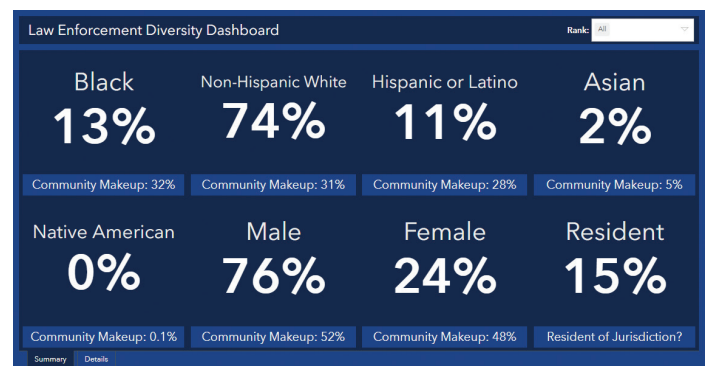 Law Enforcement Diversity Dashboard
Rank: All
Black
13%
Community Makeup: 32%
Non-Hispanic White
74%
Community Makeup: 31%
Hispanic or Latino
11%
Community Makeup: 28%
Asian
2%
Community Makeup: 5%
Native American
0%
Community Makeup: 0.1%
Male
76%
Community Makeup: 52%
Female
24%
Community Makeup: 48%
Resident
15%
Resident of Jurisdiction?
Summary Details